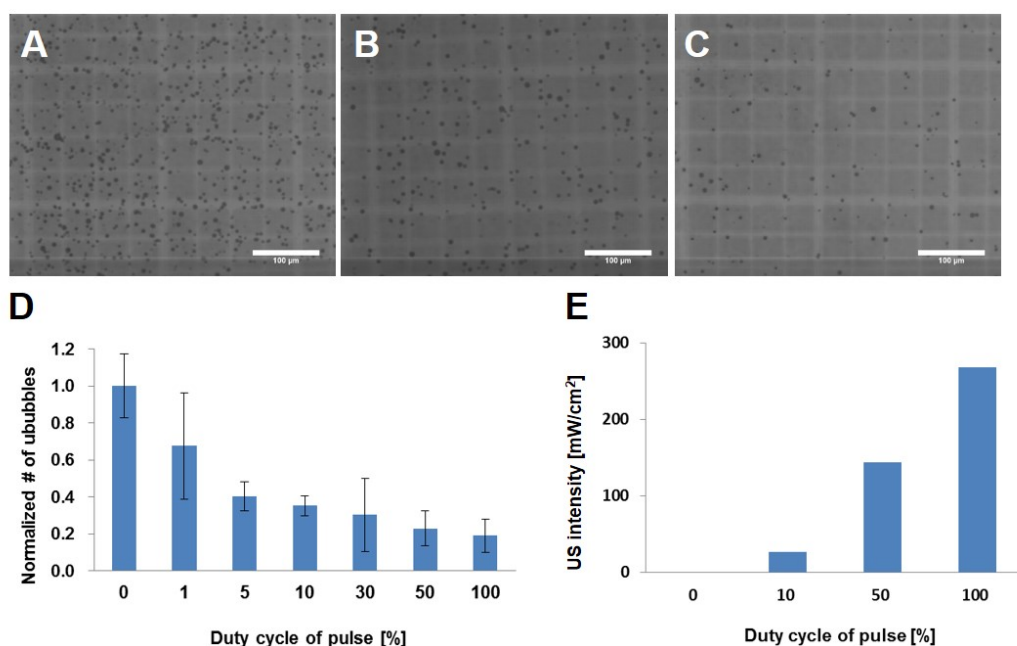 A
B
C
100 µm
100 µm
100 µm
D
Normalized # of ububbles
1.2
1.0
0.8
0.6
0.4
0.2
0.0
0 1 5 10 30 50 100
Duty cycle of pulse [%]
E
US intensity [mW/cm²]
300
200
100
0
0 10 50 100
Duty cycle of pulse [%]